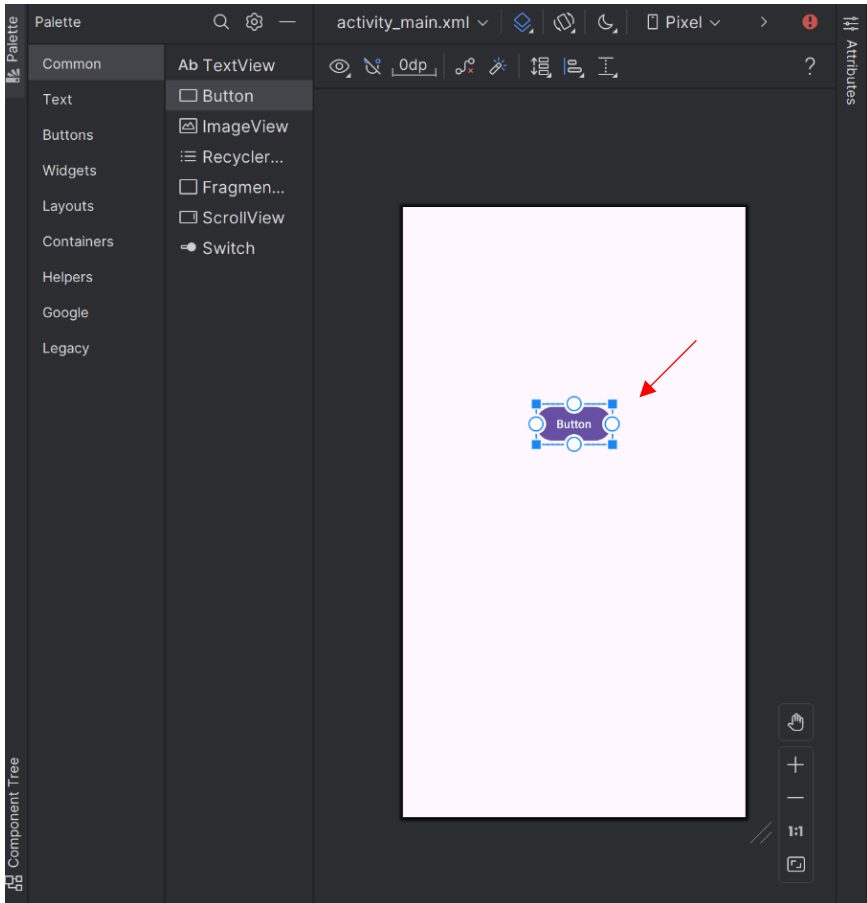 Palette
Component Tree
Palette
Common
Text
Buttons
Widgets
Layouts
Containers
Helpers
Google
Legacy
Ab TextView
Button
ImageView
Recycler...
Fragmen...
ScrollView
Switch
activity_main.xml
Pixel
0dp
?
Button
1:1
Attributes